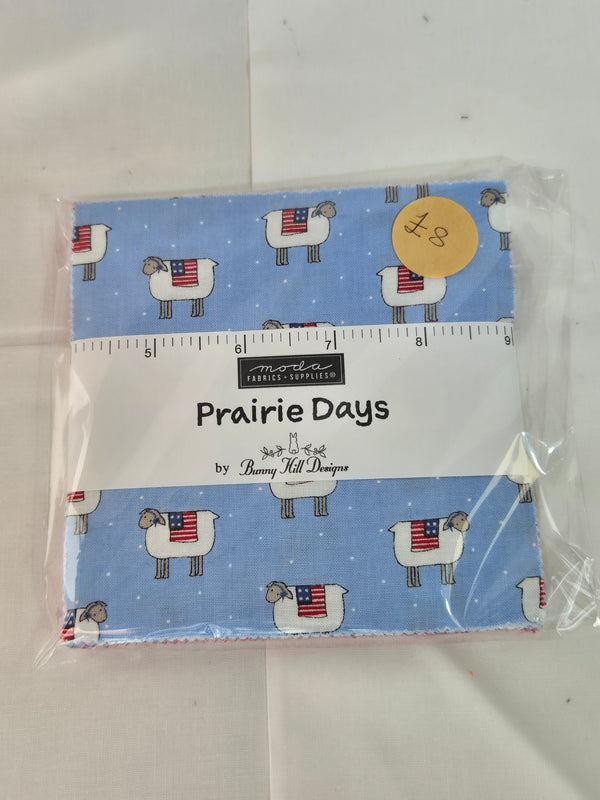 £8
5 6 7 8 9
moda
FABRICS + SUPPLIES®
Prairie Days
by Bunny Hill Designs